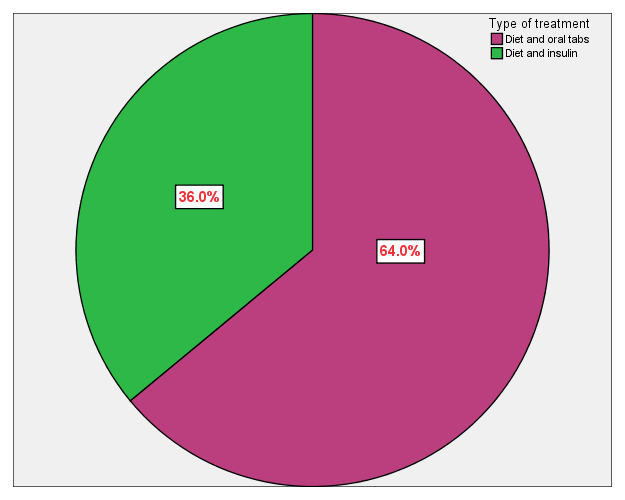 Type of treatment
Diet and oral tabs
Diet and insulin
36.0%
64.0%